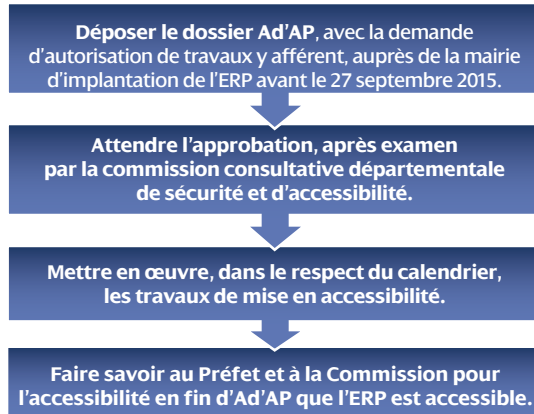 Déposer le dossier Ad’AP, avec la demande
d’autorisation de travaux y afférent, auprès de la mairie
d’implantation de l’ERP avant le 27 septembre 2015.
Attendre l’approbation, après examen
par la commission consultative départementale
de sécurité et d’accessibilité.
Mettre en œuvre, dans le respect du calendrier,
les travaux de mise en accessibilité.
Faire savoir au Préfet et à la Commission pour
l’accessibilité en fin d’Ad’AP que l’ERP est accessible.